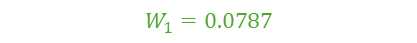 W₁ = 0.0787